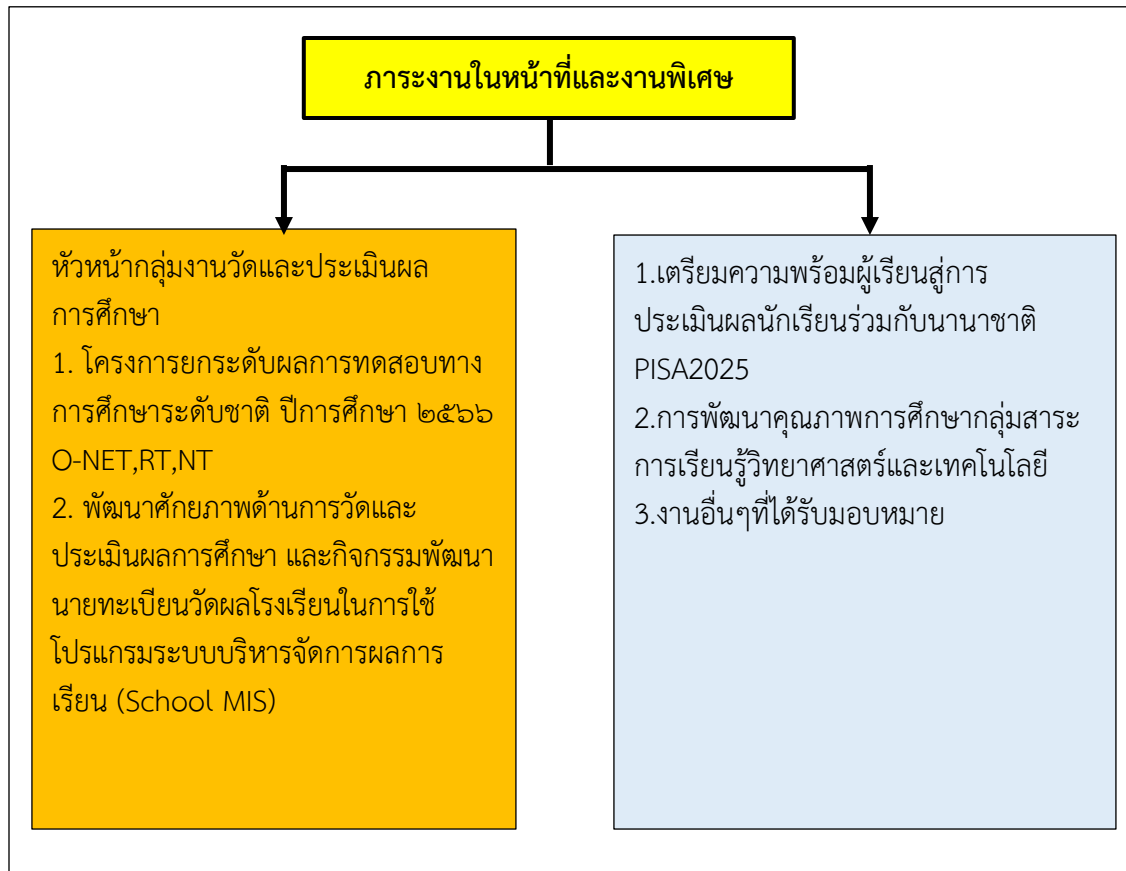 ภาระงานในหน้าที่และงานพิเศษ
หัวหน้ากลุ่มงานวัดและประเมินผล
การศึกษา
1. โครงการยกระดับผลการทดสอบทาง
การศึกษาระดับชาติ ปีการศึกษา ๒๕๖๖
O-NET,RT,NT
2. พัฒนาศักยภาพด้านการวัดและ
ประเมินผลการศึกษา และกิจกรรมพัฒนา
นายทะเบียนวัดผลโรงเรียนในการใช้
โปรแกรมระบบบริหารจัดการผลการ
เรียน (School MIS)
1.เตรียมความพร้อมผู้เรียนสู่การ
ประเมินผลนักเรียนร่วมกับนานาชาติ
PISA2025
2.การพัฒนาคุณภาพการศึกษากลุ่มสาระ
การเรียนรู้วิทยาศาสตร์และเทคโนโลยี
3.งานอื่นๆที่ได้รับมอบหมาย